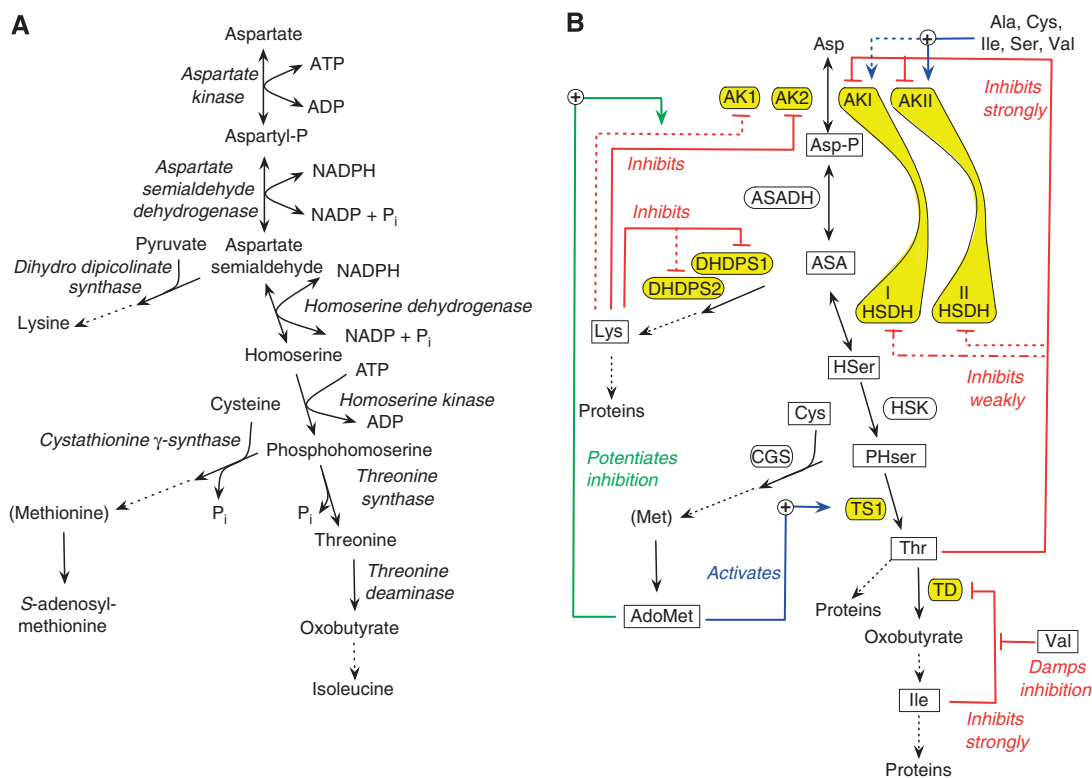 A
Aspartate
ATP
Aspartate
kinase
ADP
Aspartyl-P
Aspartate
semialdehyde
dehydrogenase
NADPH
NADP + Pi
Pyruvate
Aspartate
semialdehyde
Dihydro dipicolinate
synthase
Lysine
NADPH
Homoserine dehydrogenase
NADP + Pi
Homoserine
ATP
Homoserine kinase
ADP
Cysteine
Cystathionine γ-synthase
Phosphohomoserine
Threonine
synthase
Pi
Pi
(Methionine)
Threonine
Threonine
deaminase
S-adenosyl-
methionine
Oxobutyrate
Isoleucine
B
Asp
Ala, Cys,
Ile, Ser, Val
+
+
AK1
AK2
AKI
AKII
Inhibits
strongly
Asp-P
Inhibits
ASADH
Inhibits
DHDPS1
DHDPS2
ASA
I
HSDH
II
HSDH
Lys
HSer
Inhibits
weakly
Proteins
Cys
HSK
CGS
PHser
Potentiates
inhibition
(Met)
+
TS1
Thr
Activates
TD
Proteins
AdoMet
Oxobutyrate
Val
Damps
inhibition
Ile
Inhibits
strongly
Proteins